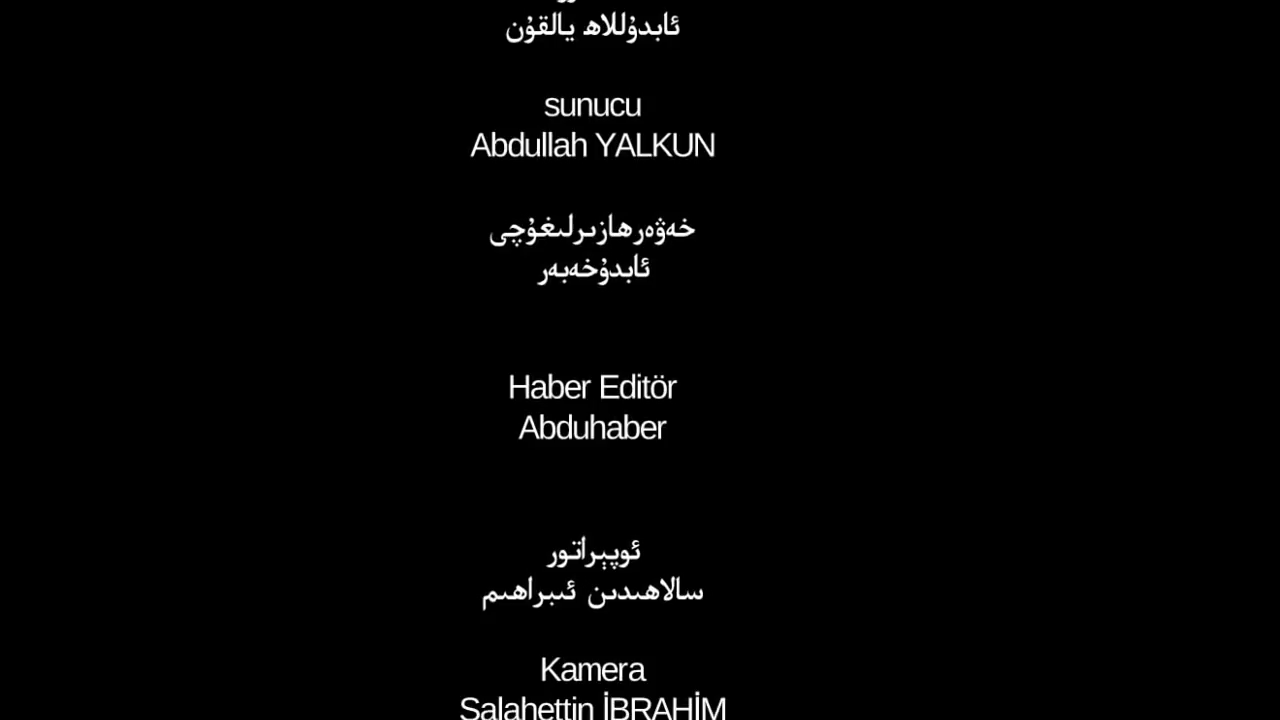 ئابدۇللاھ يالقۇن
sunucu
Abdullah YALKUN
خەۋەرھازىرلىغۇچى
ئابدۇخەبەر
Haber Editör
Abduhaber
ئوپېراتور
سالاھىدىن ئىبراھىم
Kamera
Salahettin İBRAHİM